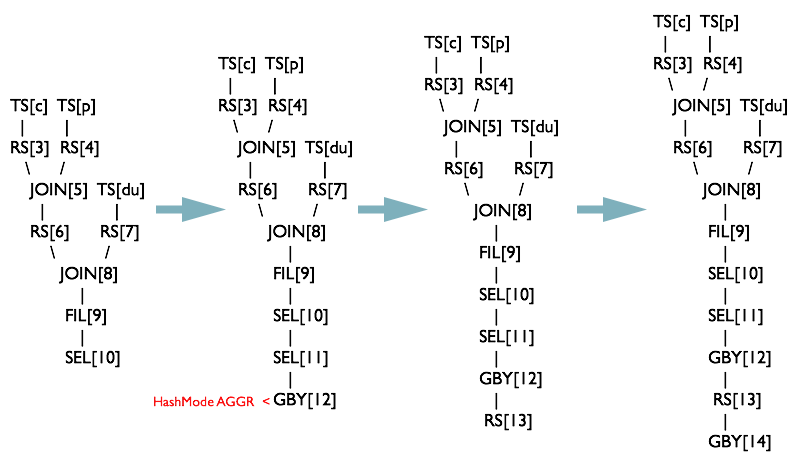 TS[c] TS[p]
RS[3] RS[4]
JOIN[5] TS[du]
RS[6] RS[7]
JOIN[8]
FIL[9]
SEL[10]
TS[c] TS[p]
RS[3] RS[4]
JOIN[5] TS[du]
RS[6] RS[7]
JOIN[8]
FIL[9]
SEL[10]
SEL[11]
HashMode AGGR < GBY[12]
TS[c] TS[p]
RS[3] RS[4]
JOIN[5] TS[du]
RS[6] RS[7]
JOIN[8]
FIL[9]
SEL[10]
SEL[11]
GBY[12]
RS[13]
TS[c] TS[p]
RS[3] RS[4]
JOIN[5] TS[du]
RS[6] RS[7]
JOIN[8]
FIL[9]
SEL[10]
SEL[11]
GBY[12]
RS[13]
GBY[14]